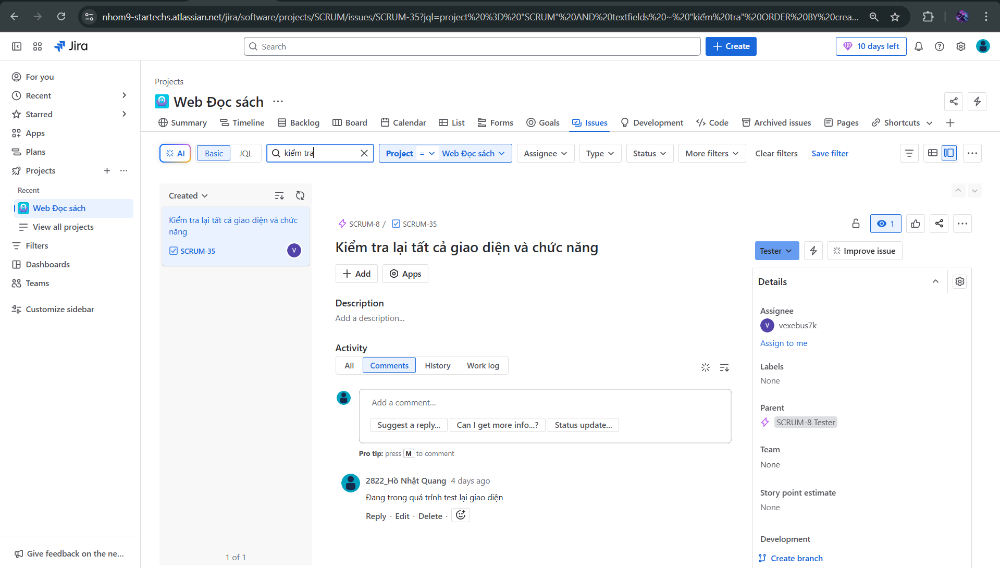 nhom9-startechs.atlassian.net/jira/software/projects/SCRUM/issues/SCRUM-35?jql=project%20%3D%20"SCRUM"%20AND%20textfields%20~%20"kiểm%20tra"%20ORDER%20BY%20crea...
Jira
Search
Create
10 days left
For you
Recent
Starred
Apps
Plans
Projects
Recent
Web Đọc sách
View all projects
Filters
Dashboards
Teams
Customize sidebar
Give feedback on the ne...
Projects
Web Đọc sách
Summary Timeline Backlog Board Calendar List Forms Goals Issues Development Code Archived issues Pages Shortcuts
AI Basic JQL kiểm tra Project = Web Đọc sách Assignee Type Status More filters Clear filters Save filter
Created
Kiểm tra lại tất cả giao diện và chức
năng
SCRUM-35 V
1 of 1
SCRUM-8 / SCRUM-35
1
Kiểm tra lại tất cả giao diện và chức năng
Add Apps
Description
Add a description...
Activity
All Comments History Work log
Add a comment...
Suggest a reply... Can I get more info...? Status update...
Pro tip: press M to comment
2822_Hồ Nhật Quang 4 days ago
Đang trong quá trình test lại giao diện
Reply · Edit · Delete ·
Tester Improve issue
Details
Assignee
V vexebus7k
Assign to me
Labels
None
Parent
SCRUM-8 Tester
Team
None
Story point estimate
None
Development
Create branch